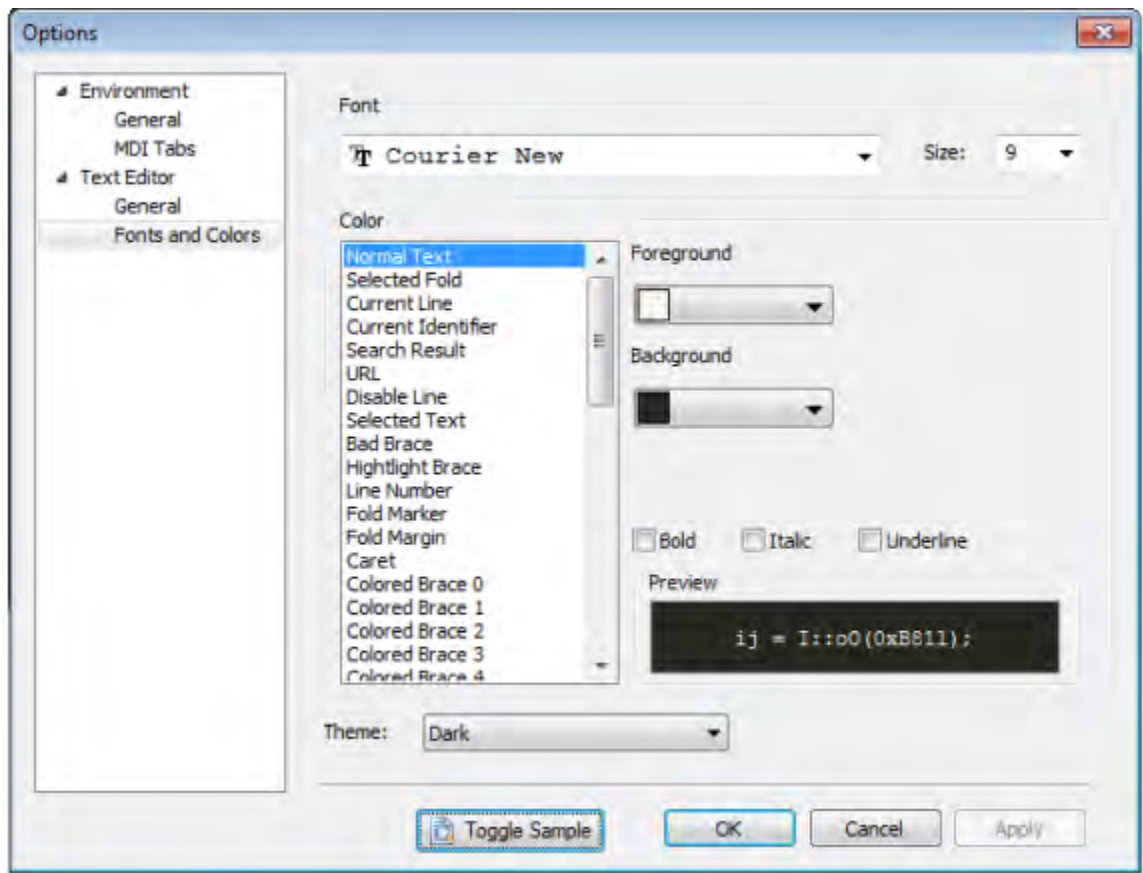 Options
Environment
General
MDI Tabs
Text Editor
General
Fonts and Colors
Font
Courier New
Size: 9
Color
Normal Text
Selected Fold
Current Line
Current Identifier
Search Result
URL
Disable Line
Selected Text
Bad Brace
Hightlight Brace
Line Number
Fold Marker
Fold Margin
Caret
Colored Brace 0
Colored Brace 1
Colored Brace 2
Colored Brace 3
Colored Brace 4
Foreground
Background
Bold Italic Underline
Preview
ij = I::oO(0xB811);
Theme: Dark
Toggle Sample OK Cancel Apply